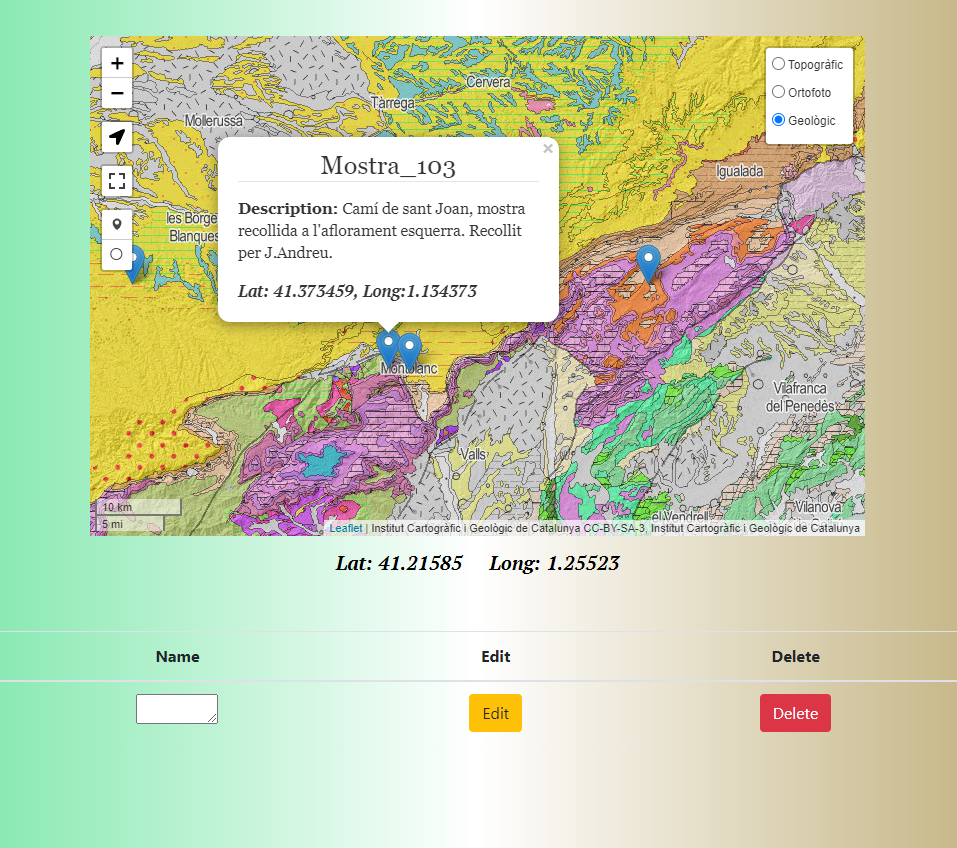 +
−
Topogràfic
Ortofoto
Geològic
Cervera
Tàrrega
Mollerussa
Igualada
les Borges
Blanques
×
Mostra_103
Description: Camí de sant Joan, mostra
recollida a l'aflorament esquerra. Recollit
per J.Andreu.
Lat: 41.373459, Long:1.134373
Montblanc
Vilafranca
del Penedès
Valls
el Vendrell
Vilanova
10 km
5 mi
Leaflet | Institut Cartogràfic i Geològic de Catalunya CC-BY-SA-3, Institut Cartogràfic i Geològic de Catalunya
Lat: 41.21585 Long: 1.25523
Name Edit Delete
Edit Delete